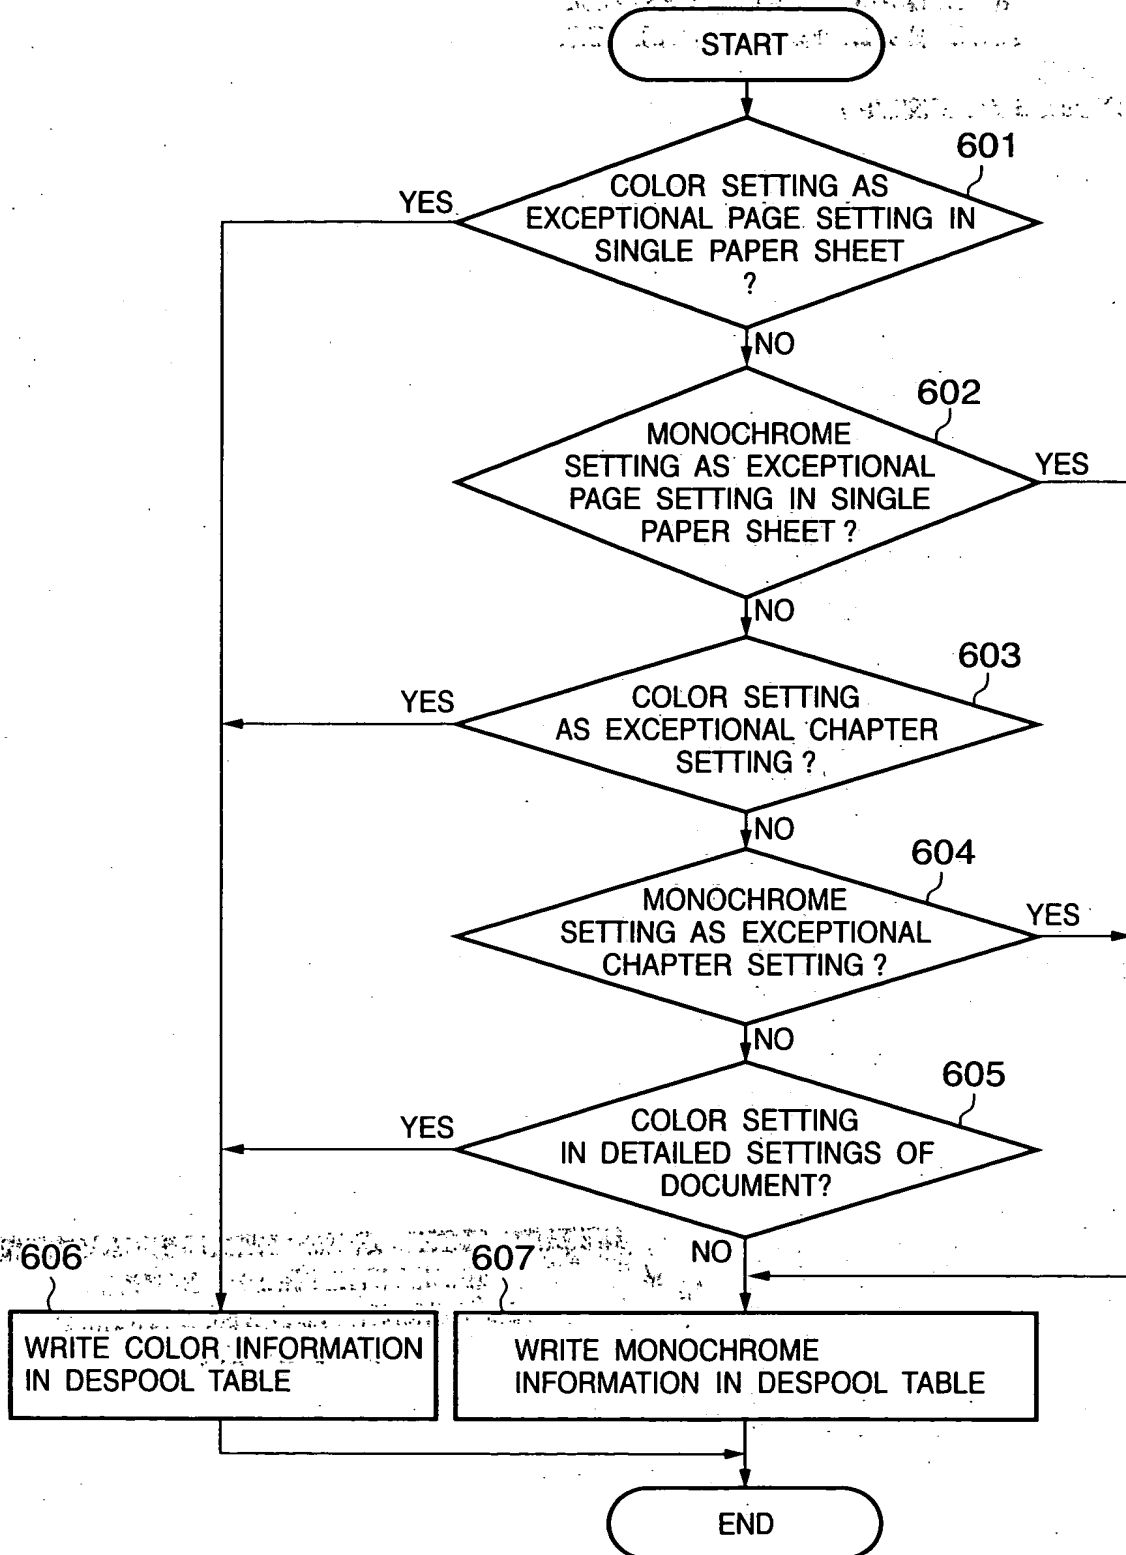 START
601
YES
COLOR SETTING AS
EXCEPTIONAL PAGE SETTING IN
SINGLE PAPER SHEET
?
NO
602
MONOCHROME
SETTING AS EXCEPTIONAL
PAGE SETTING IN SINGLE
PAPER SHEET ?
YES
NO
603
YES
COLOR SETTING
AS EXCEPTIONAL CHAPTER
SETTING ?
NO
604
MONOCHROME
SETTING AS EXCEPTIONAL
CHAPTER SETTING ?
YES
NO
605
YES
COLOR SETTING
IN DETAILED SETTINGS OF
DOCUMENT?
NO
606
607
WRITE COLOR INFORMATION
IN DESPOOL TABLE
WRITE MONOCHROME
INFORMATION IN DESPOOL TABLE
END